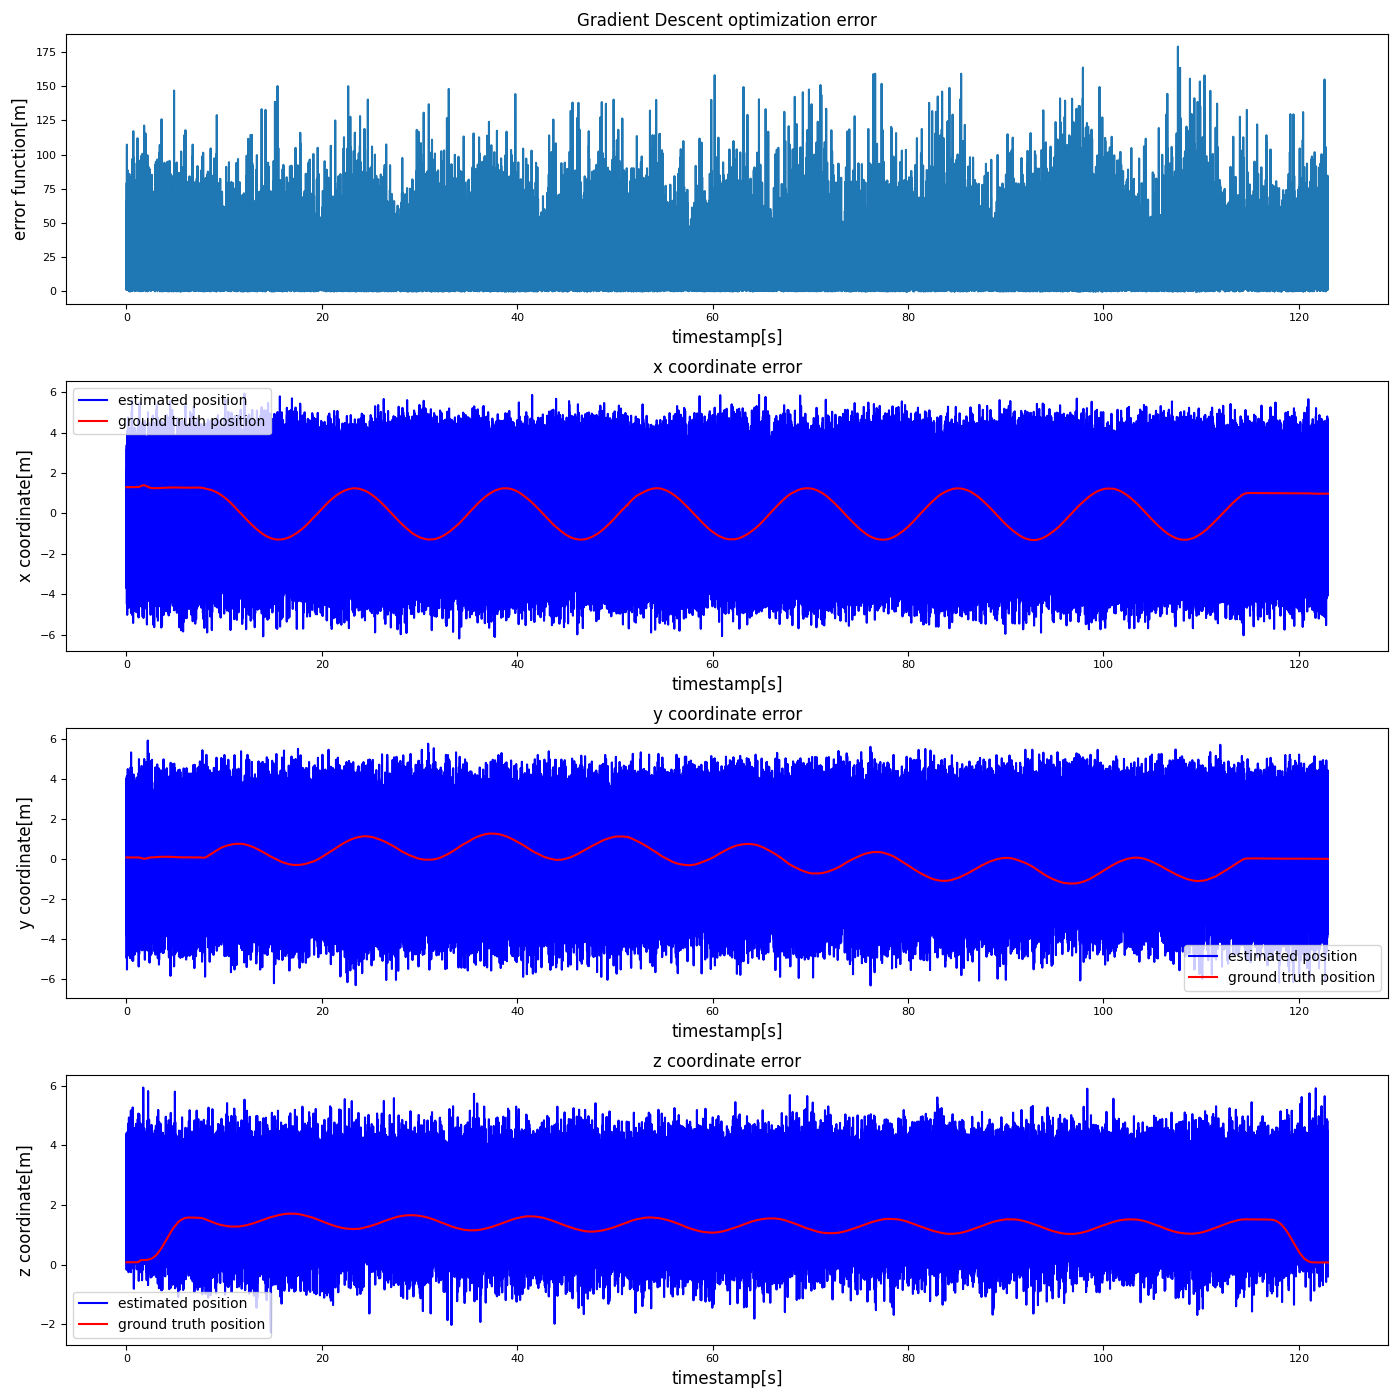 Gradient Descent optimization error
175
150
125
100
75
50
25
0
error function[m]
0 20 40 60 80 100 120
timestamp[s]
x coordinate error
estimated position
ground truth position
6
4
2
0
−2
−4
−6
x coordinate[m]
0 20 40 60 80 100 120
timestamp[s]
y coordinate error
6
4
2
0
−2
−4
−6
y coordinate[m]
estimated position
ground truth position
0 20 40 60 80 100 120
timestamp[s]
z coordinate error
6
4
2
0
−2
z coordinate[m]
estimated position
ground truth position
0 20 40 60 80 100 120
timestamp[s]